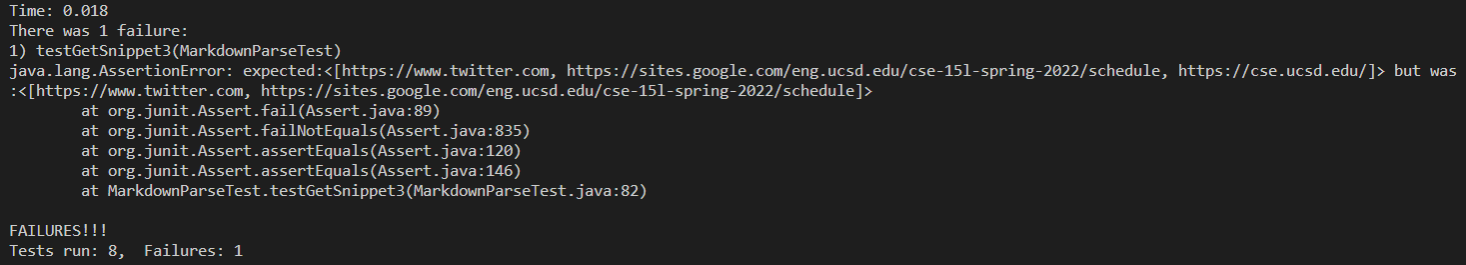 Time: 0.018
There was 1 failure:
1) testGetSnippet3(MarkdownParseTest)
java.lang.AssertionError: expected:<[https://www.twitter.com, https://sites.google.com/eng.ucsd.edu/cse-15l-spring-2022/schedule, https://cse.ucsd.edu/]> but was
:<[https://www.twitter.com, https://sites.google.com/eng.ucsd.edu/cse-15l-spring-2022/schedule]>
at org.junit.Assert.fail(Assert.java:89)
at org.junit.Assert.failNotEquals(Assert.java:835)
at org.junit.Assert.assertEquals(Assert.java:120)
at org.junit.Assert.assertEquals(Assert.java:146)
at MarkdownParseTest.testGetSnippet3(MarkdownParseTest.java:82)
FAILURES!!!
Tests run: 8,  Failures: 1